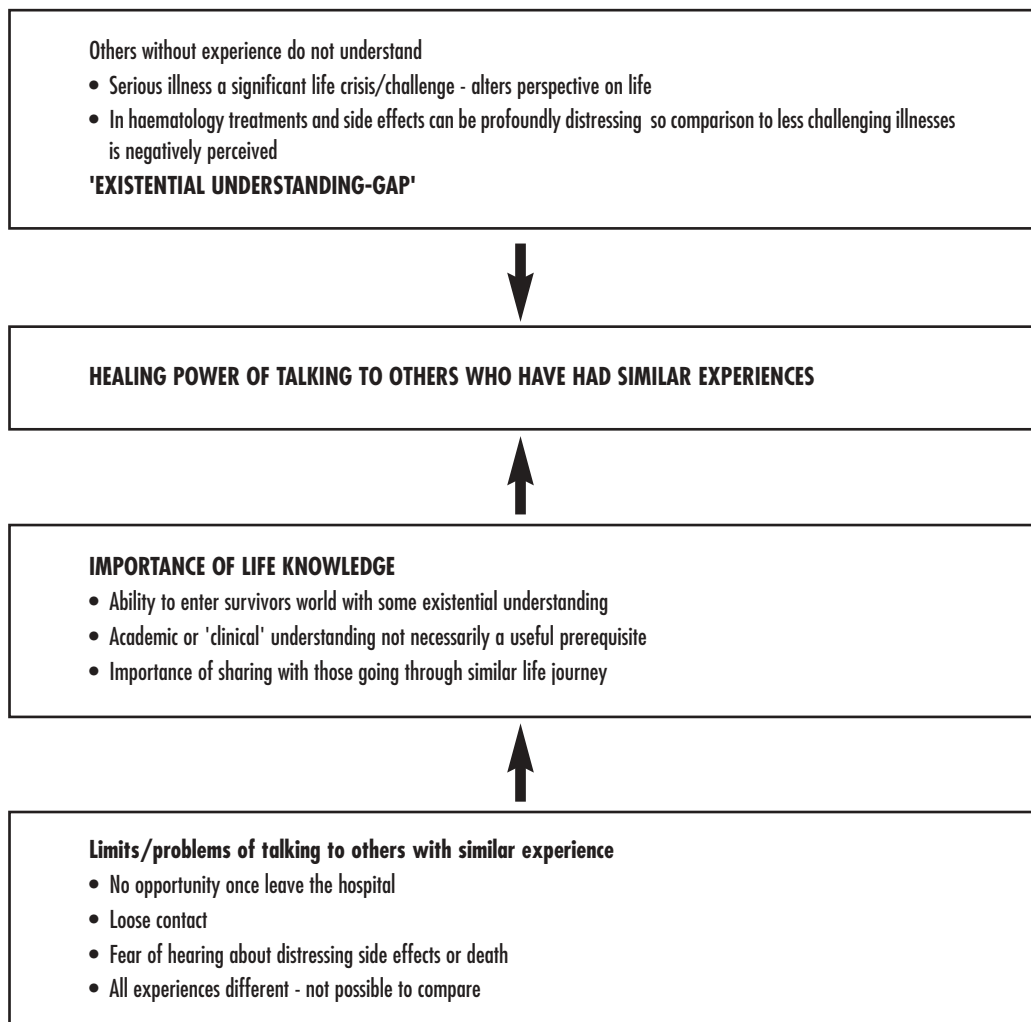 Others without experience do not understand
• Serious illness a significant life crisis/challenge - alters perspective on life
• In haematology treatments and side effects can be profoundly distressing so comparison to less challenging illnesses
is negatively perceived
'EXISTENTIAL UNDERSTANDING-GAP'
HEALING POWER OF TALKING TO OTHERS WHO HAVE HAD SIMILAR EXPERIENCES
IMPORTANCE OF LIFE KNOWLEDGE
• Ability to enter survivors world with some existential understanding
• Academic or 'clinical' understanding not necessarily a useful prerequisite
• Importance of sharing with those going through similar life journey
Limits/problems of talking to others with similar experience
• No opportunity once leave the hospital
• Loose contact
• Fear of hearing about distressing side effects or death
• All experiences different - not possible to compare